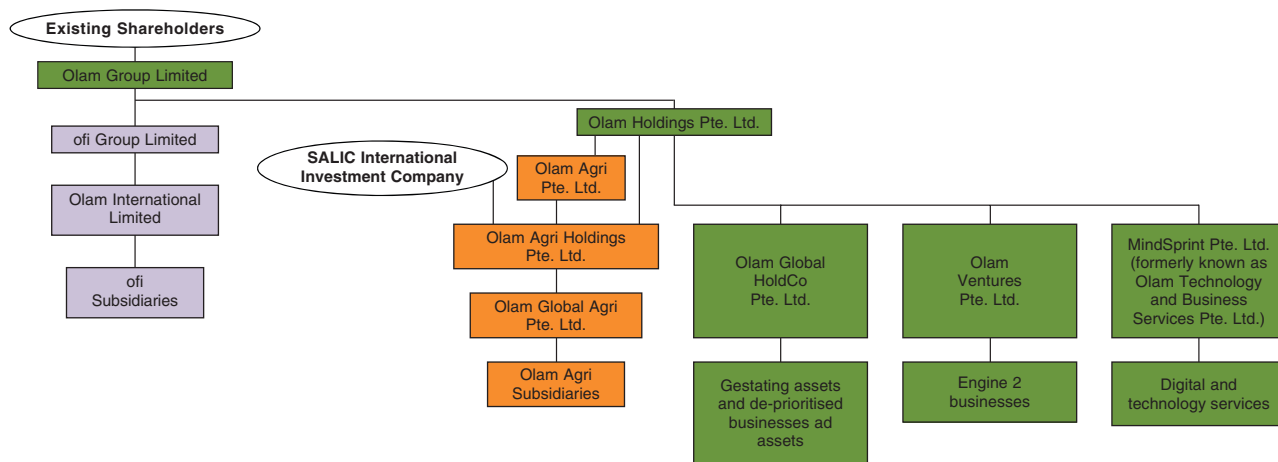 Existing Shareholders
Olam Group Limited
ofi Group Limited
Olam Holdings Pte. Ltd.
SALIC International
Investment Company
Olam Agri
Pte. Ltd.
Olam International
Limited
Olam Agri Holdings
Pte. Ltd.
Olam Global
HoldCo
Pte. Ltd.
Olam
Ventures
Pte. Ltd.
MindSprint Pte. Ltd.
(formerly known as
Olam Technology
and Business
Services Pte. Ltd.)
ofi
Subsidiaries
Olam Global Agri
Pte. Ltd.
Olam Agri
Subsidiaries
Gestating assets
and de-prioritised
businesses ad
assets
Engine 2
businesses
Digital and
technology services